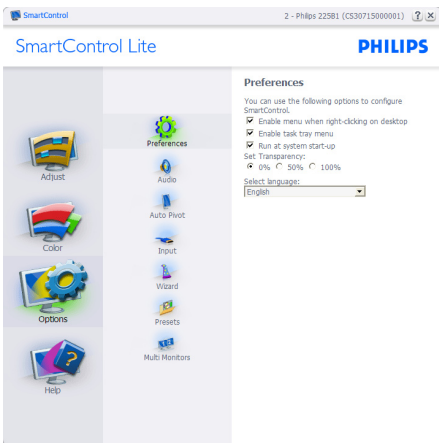 SmartControl
2 - Philips 225B1 (CS30715000001)
SmartControl Lite
PHILIPS
Adjust
Color
Options
Help
Preferences
Audio
Auto Pivot
Input
Wizard
Presets
Multi Monitors
Preferences
You can use the following options to configure
SmartControl.
Enable menu when right-clicking on desktop
Enable task tray menu
Run at system start-up
Set Transparency:
0% 50% 100%
Select language:
English